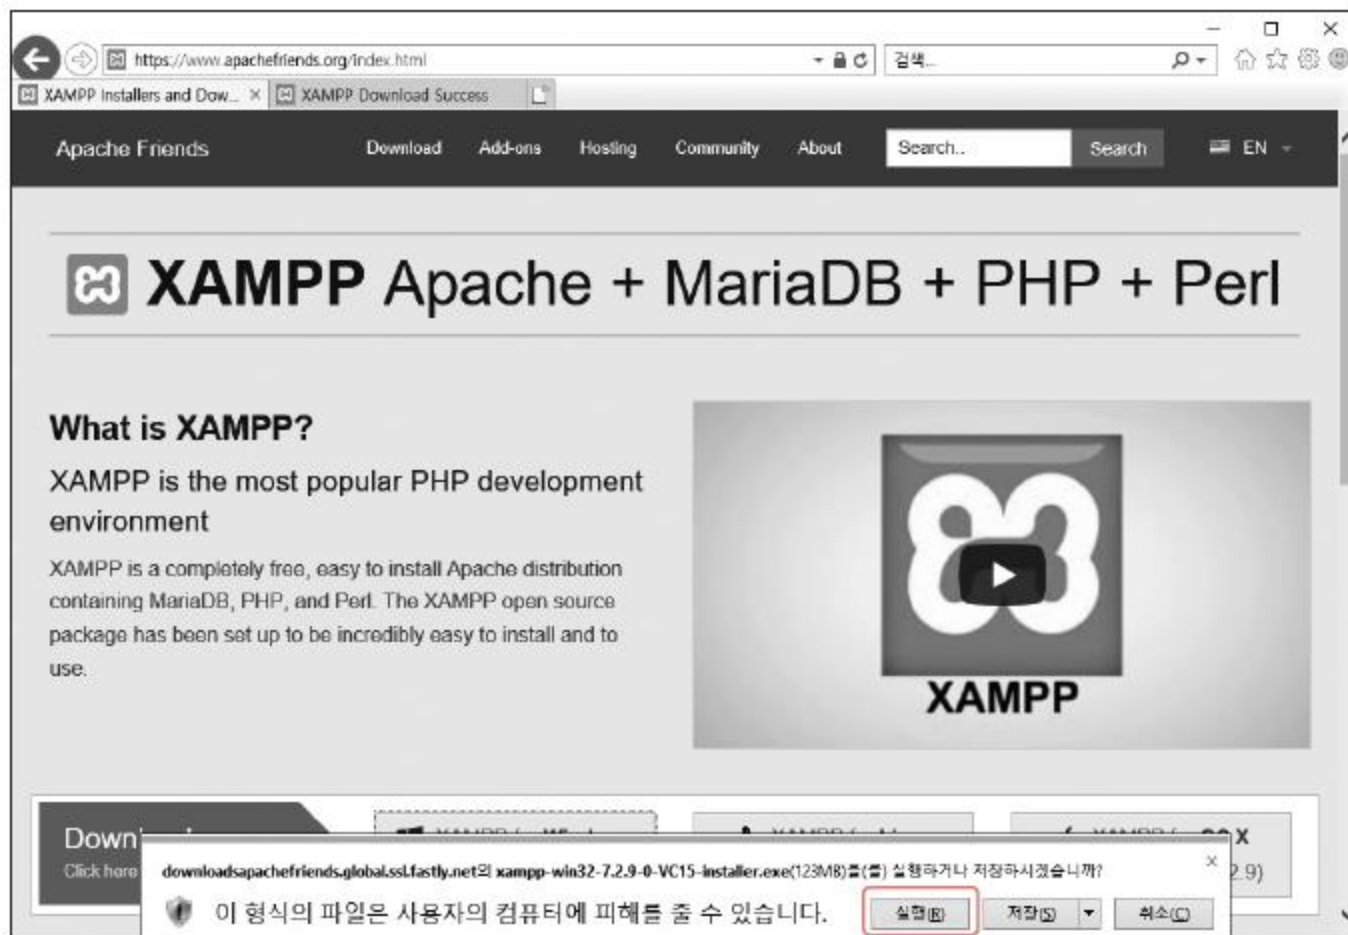 https://www.apachefriends.org/index.html
검색...
XAMPP Installers and Dow...
XAMPP Download Success
Apache Friends
Download
Add-ons
Hosting
Community
About
Search..
Search
EN
XAMPP Apache + MariaDB + PHP + Perl
What is XAMPP?
XAMPP is the most popular PHP development
environment
XAMPP is a completely free, easy to install Apache distribution
containing MariaDB, PHP, and Perl. The XAMPP open source
package has been set up to be incredibly easy to install and to
use.
XAMPP
Click here
X
2.9)
downloadsapachefriends.global.ssl.fastly.net의 xampp-win32-7.2.9-0-VC15-installer.exe(123MB)을(를) 실행하거나 저장하시겠습니까?
이 형식의 파일은 사용자의 컴퓨터에 피해를 줄 수 있습니다.
실행(R)
저장(S)
취소(C)